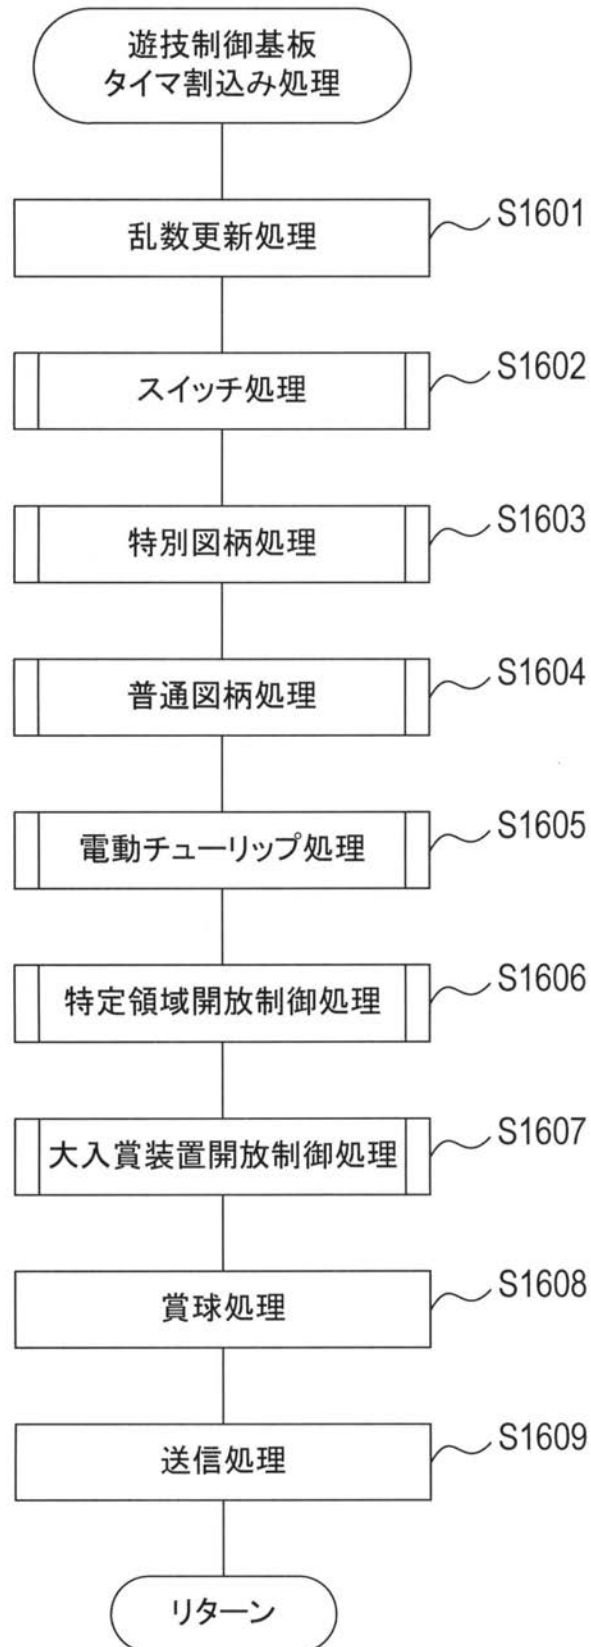 遊技制御基板
タイマ割込み処理
乱数更新処理
S1601
スイッチ処理
S1602
特別図柄処理
S1603
普通図柄処理
S1604
電動チューリップ処理
S1605
特定領域開放制御処理
S1606
大入賞装置開放制御処理
S1607
賞球処理
S1608
送信処理
S1609
リターン